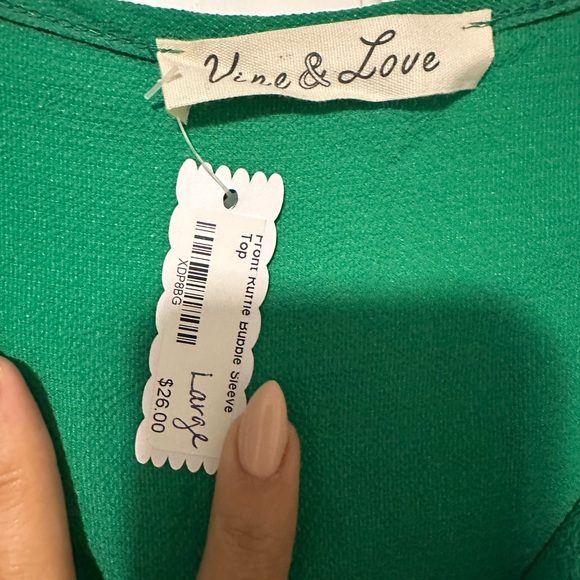 Vine & Love
Front Ruffle Bubble Sleeve
Top
XDP8BG
Large
$26.00